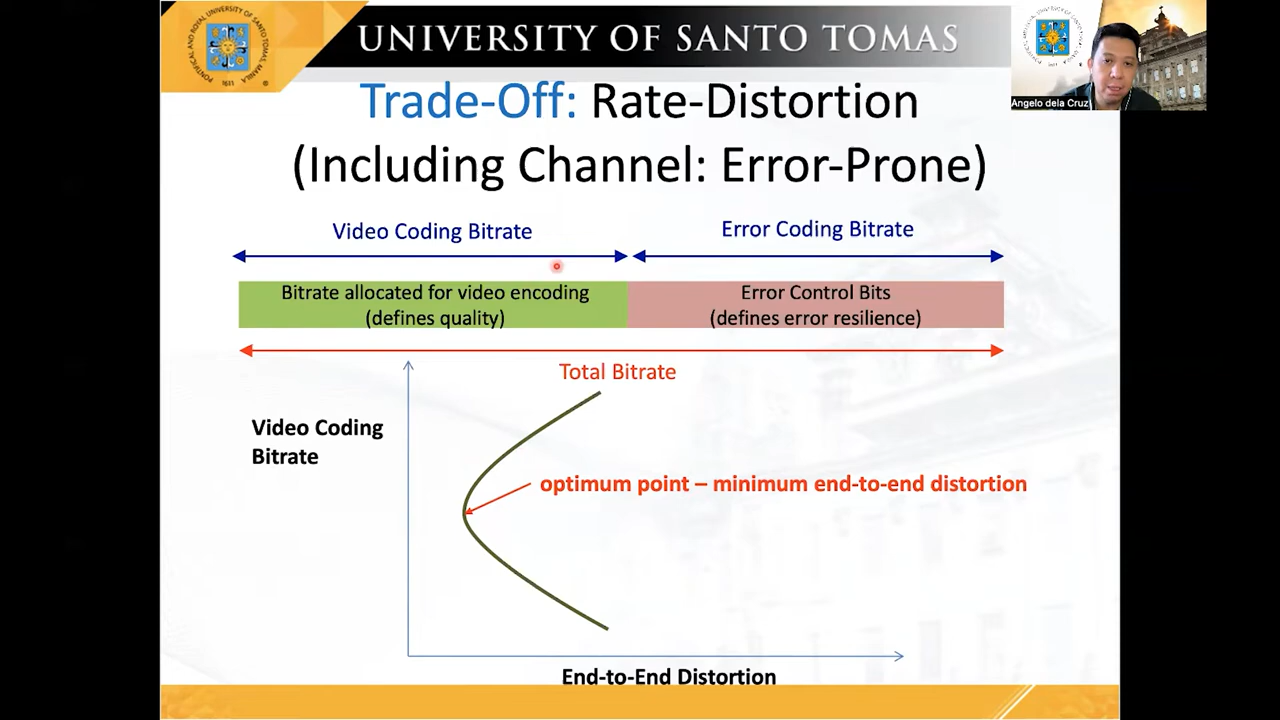 UNIVERSITY OF SANTO TOMAS
Angelo dela Cruz
Trade-Off: Rate-Distortion
(Including Channel: Error-Prone)
Video Coding Bitrate
Error Coding Bitrate
Bitrate allocated for video encoding
(defines quality)
Error Control Bits
(defines error resilience)
Total Bitrate
Video Coding
Bitrate
optimum point – minimum end-to-end distortion
End-to-End Distortion